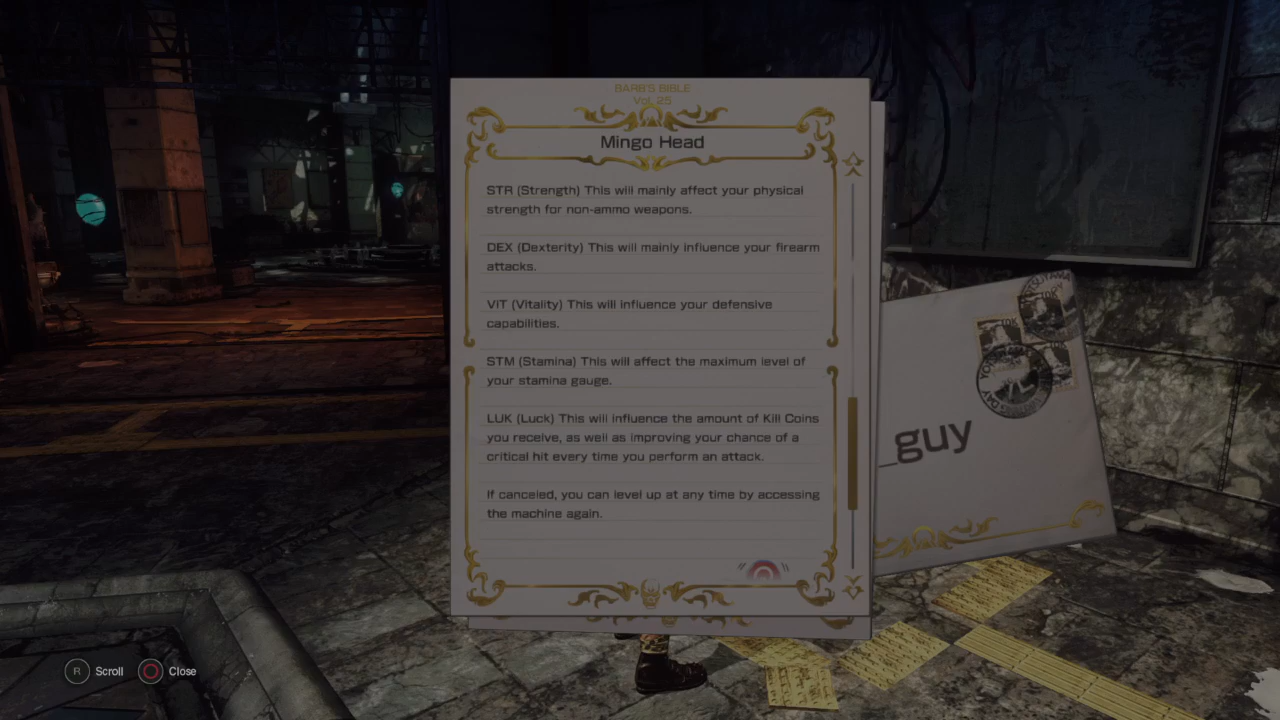 BARB'S BIBLE
Vol. 25
Mingo Head
STR (Strength) This will mainly affect your physical
strength for non-ammo weapons.
DEX (Dexterity) This will mainly influence your firearm
attacks.
VIT (Vitality) This will influence your defensive
capabilities.
STM (Stamina) This will affect the maximum level of
your stamina gauge.
LUK (Luck) This will influence the amount of Kill Coins
you receive, as well as improving your chance of a
critical hit every time you perform an attack.
If canceled, you can level up at any time by accessing
the machine again.
_guy
R Scroll Close